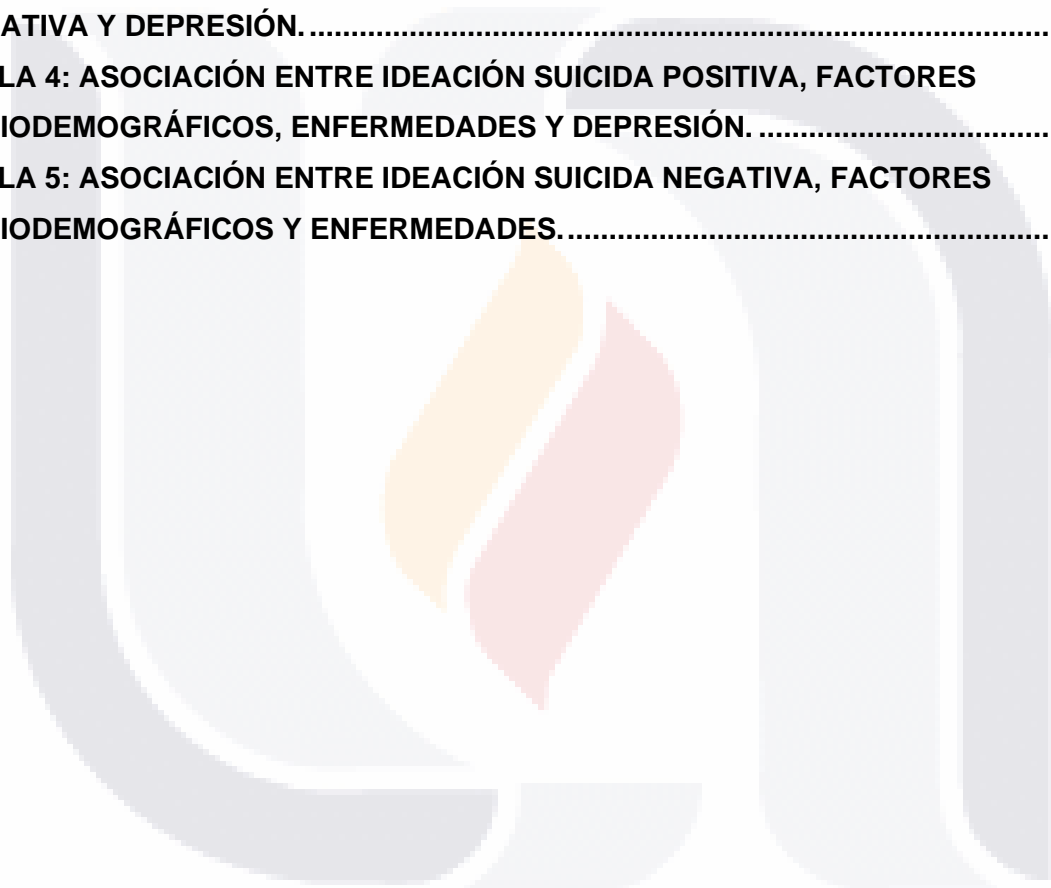 ATIVA Y DEPRESIÓN. ..........................................................................................
LA 4: ASOCIACIÓN ENTRE IDEACIÓN SUICIDA POSITIVA, FACTORES
IODEMOGRÁFICOS, ENFERMEDADES Y DEPRESIÓN. ...................................
LA 5: ASOCIACIÓN ENTRE IDEACIÓN SUICIDA NEGATIVA, FACTORES
IODEMOGRÁFICOS Y ENFERMEDADES. ..........................................................